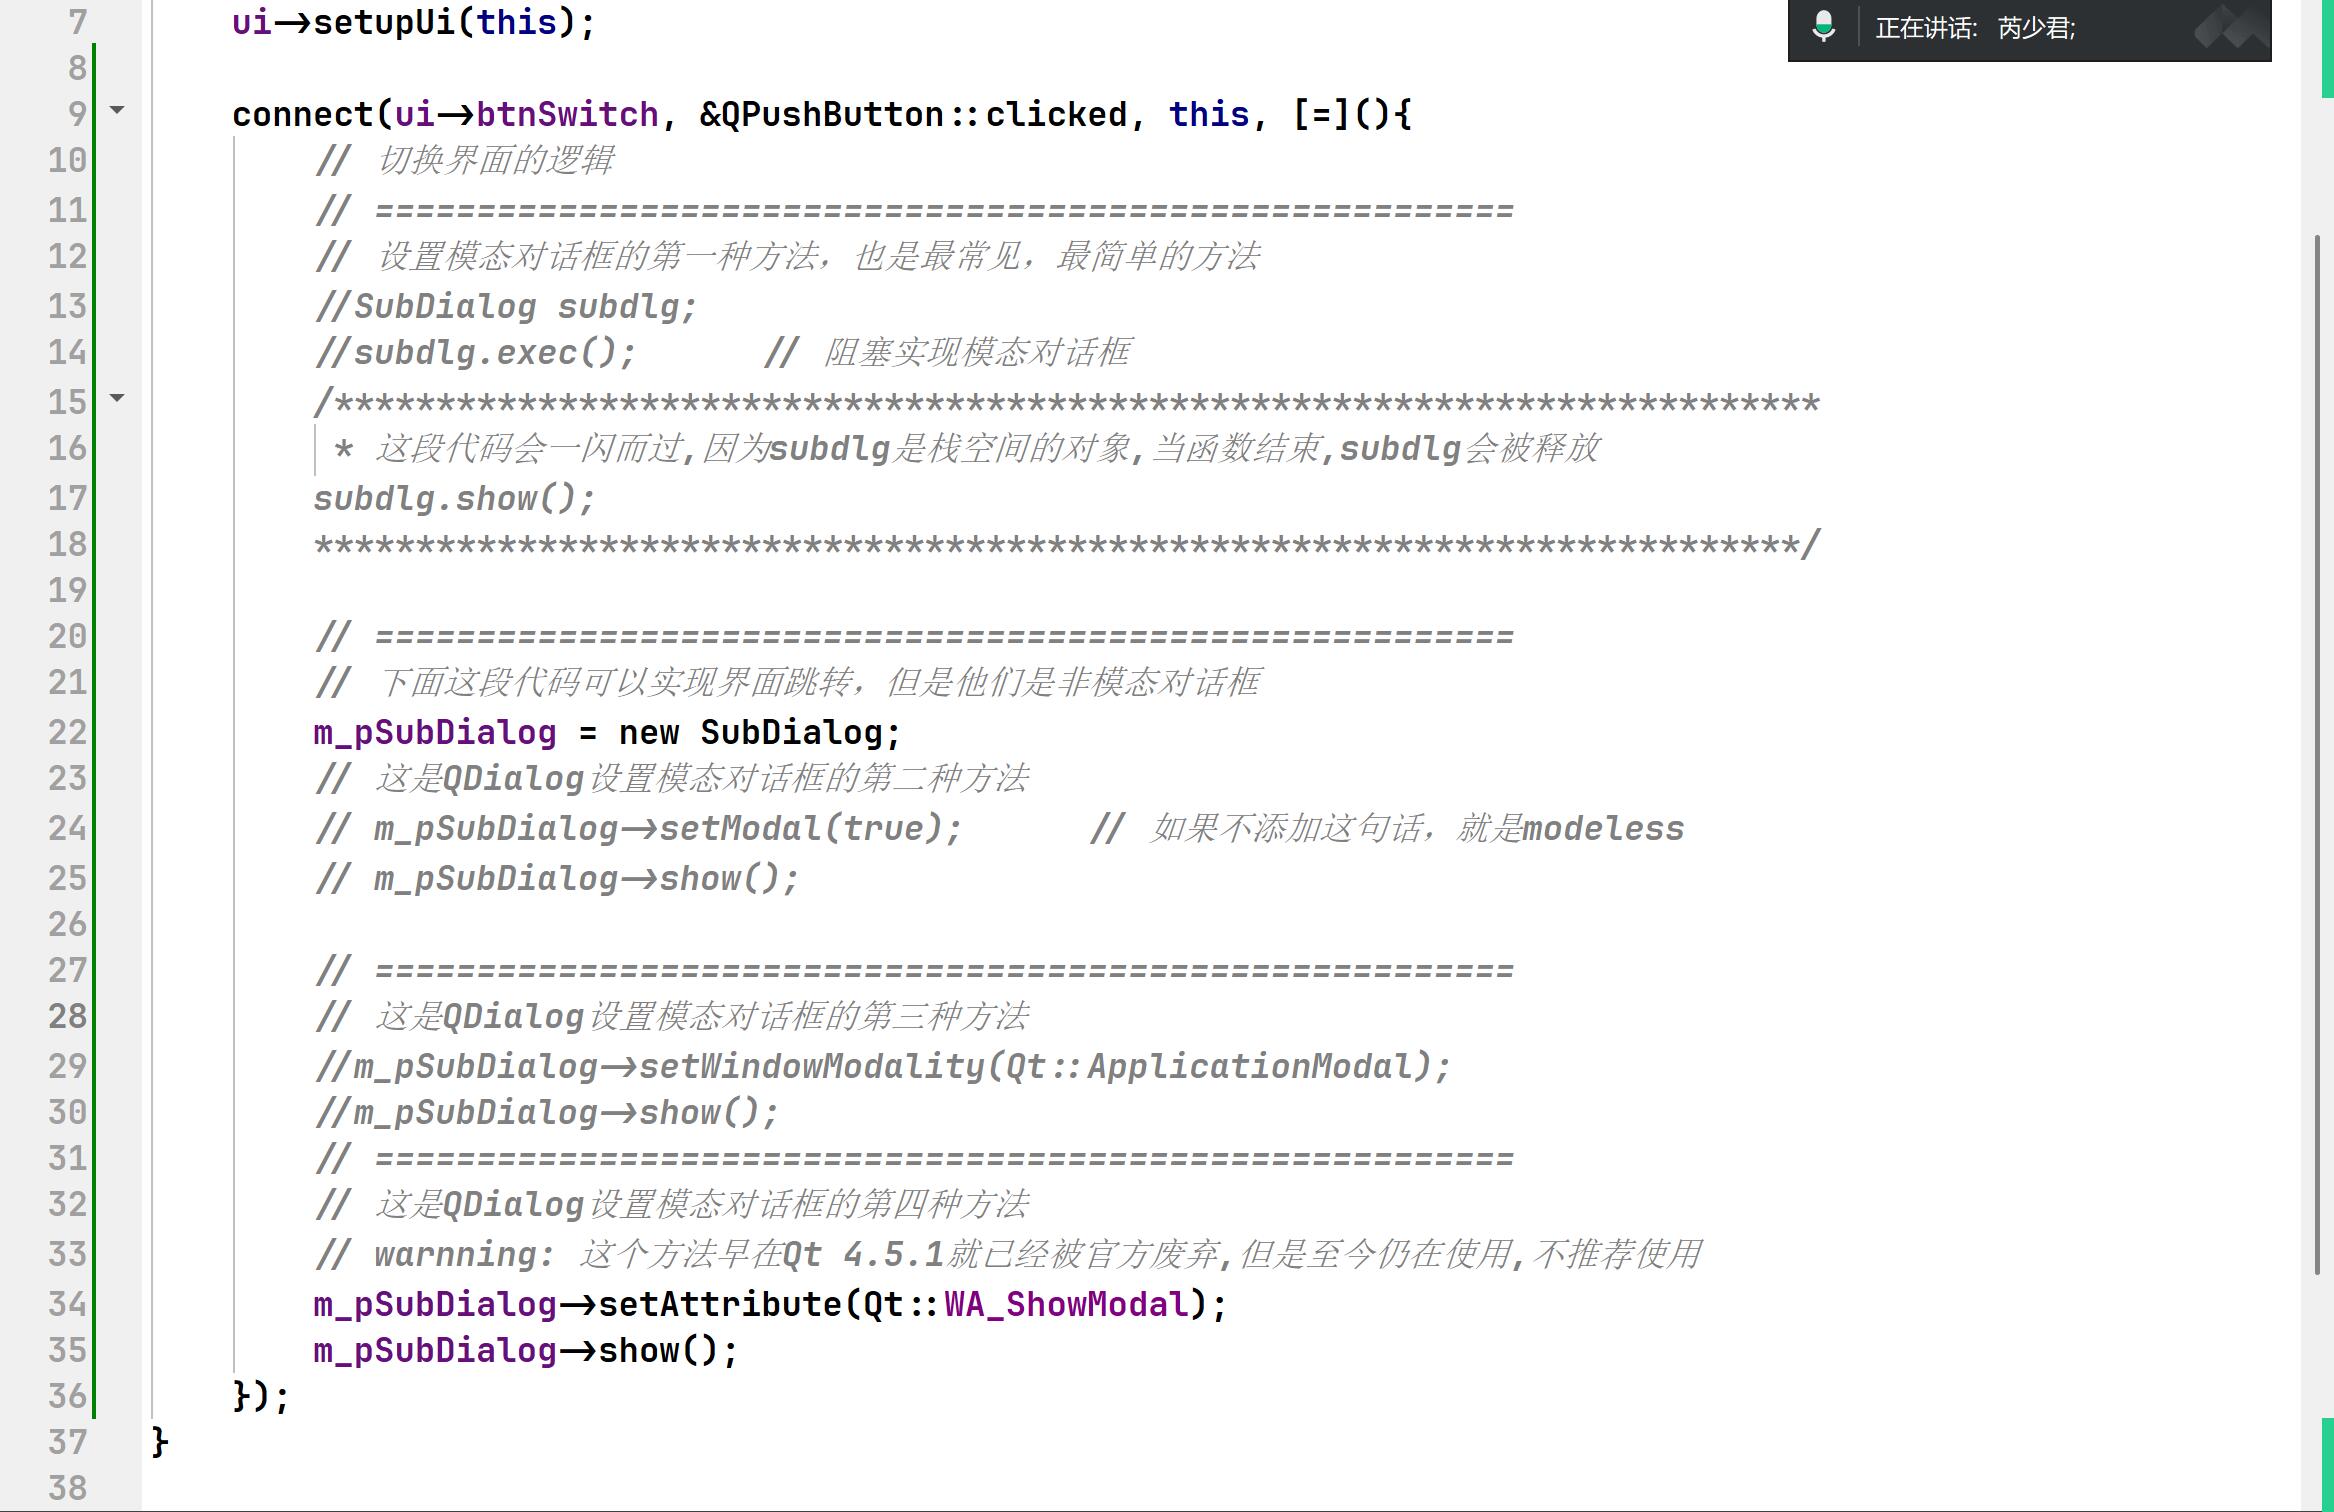 7 ui->setupUi(this);
正在讲话: 芮少君;
8
9 connect(ui->btnSwitch, &QPushButton::clicked, this, [=](){
10 // 切换界面的逻辑
11 // ========================================================
12 // 设置模态对话框的第一种方法，也是最常见，最简单的方法
13 //SubDialog subdlg;
14 //subdlg.exec(); // 阻塞实现模态对话框
15 /*************************************************************************
16 * 这段代码会一闪而过,因为subdlg是栈空间的对象,当函数结束,subdlg会被释放
17 subdlg.show();
18 *************************************************************************/
19
20 // ========================================================
21 // 下面这段代码可以实现界面跳转，但是他们是非模态对话框
22 m_pSubDialog = new SubDialog;
23 // 这是QDialog设置模态对话框的第二种方法
24 // m_pSubDialog->setModal(true); // 如果不添加这句话，就是modeless
25 // m_pSubDialog->show();
26
27 // ========================================================
28 // 这是QDialog设置模态对话框的第三种方法
29 //m_pSubDialog->setWindowModality(Qt::ApplicationModal);
30 //m_pSubDialog->show();
31 // ========================================================
32 // 这是QDialog设置模态对话框的第四种方法
33 // warnning: 这个方法早在Qt 4.5.1就已经被官方废弃,但是至今仍在使用,不推荐使用
34 m_pSubDialog->setAttribute(Qt::WA_ShowModal);
35 m_pSubDialog->show();
36 });
37 }
38